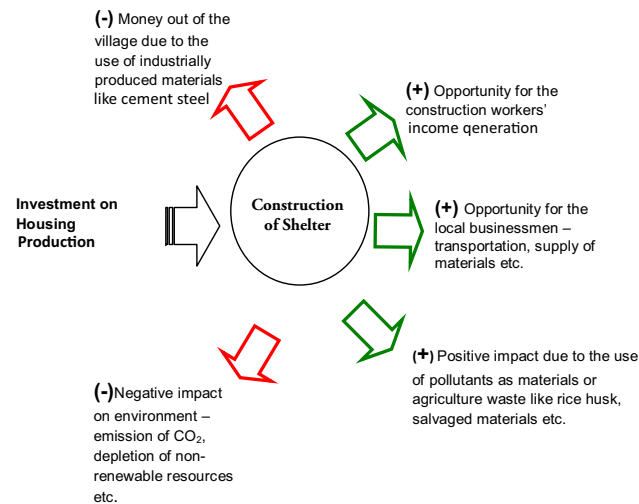 (-) Money out of the
village due to the
use of industrially
produced materials
like cement steel
(+) Opportunity for the
construction workers'
income qeneration
Investment on
Housing
Production
Construction
of Shelter
(+) Opportunity for the
local businessmen –
transportation, supply of
materials etc.
(+) Positive impact due to the use
of pollutants as materials or
agriculture waste like rice husk,
salvaged materials etc.
(-)Negative impact
on environment –
emission of CO₂,
depletion of non-
renewable resources
etc.